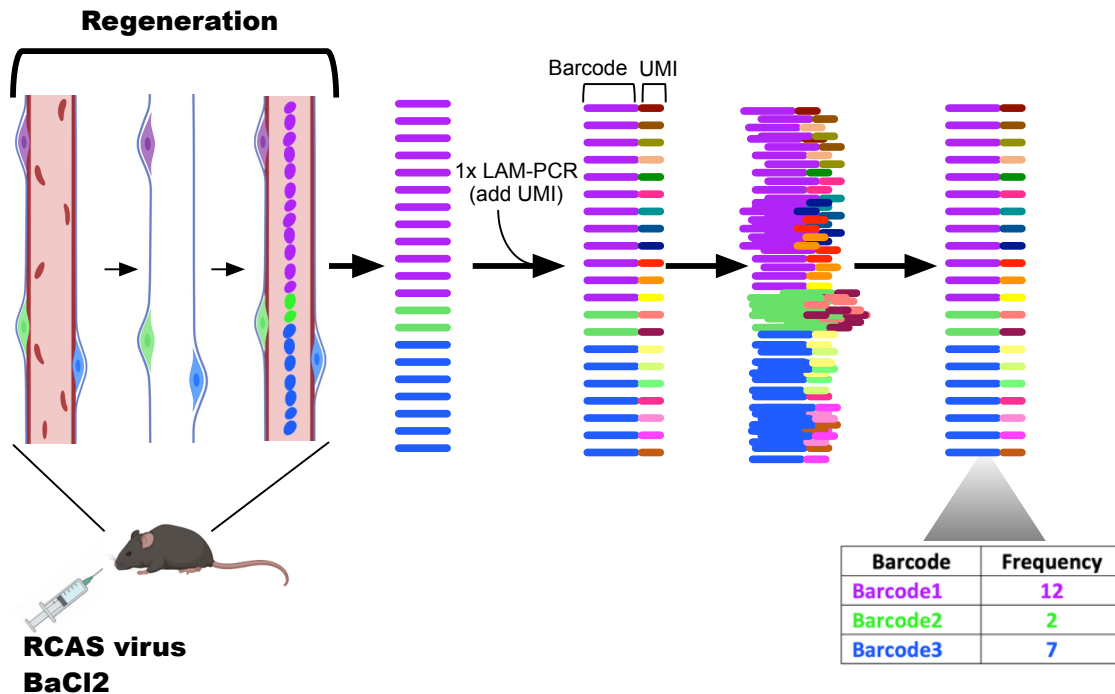 Regeneration
Barcode UMI
1x LAM-PCR
(add UMI)
RCAS virus
BaCl2
Barcode Frequency
Barcode1 12
Barcode2 2
Barcode3 7